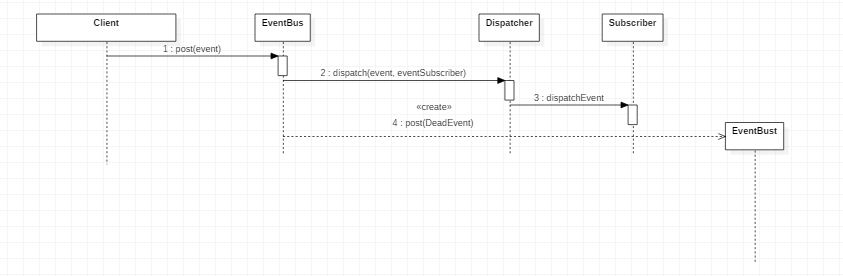 Client
EventBus
Dispatcher
Subscriber
1 : post(event)
2 : dispatch(event, eventSubscriber)
3 : dispatchEvent
«create»
4 : post(DeadEvent)
EventBust